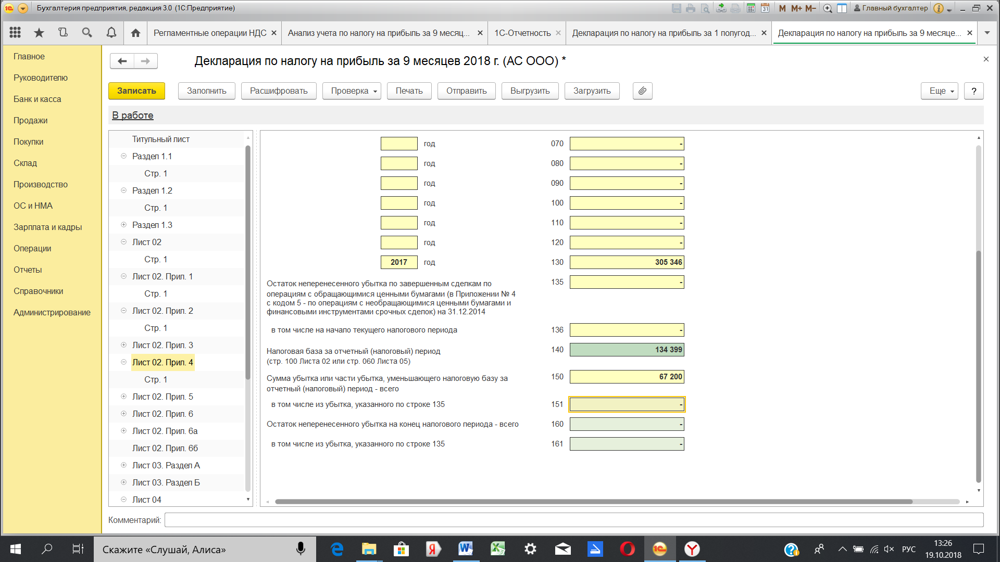 Бухгалтерия предприятия, редакция 3.0 (1С:Предприятие)
M M+ M- Главный бухгалтер
Регламентные операции НДС
Анализ учета по налогу на прибыль за 9 месяц...
1С-Отчетность
Декларация по налогу на прибыль за 1 полугод...
Декларация по налогу на прибыль за 9 месяце...
Главное
Руководителю
Банк и касса
Продажи
Покупки
Склад
Производство
ОС и НМА
Зарплата и кадры
Операции
Отчеты
Справочники
Администрирование
Декларация по налогу на прибыль за 9 месяцев 2018 г. (АС ООО) *
Записать Заполнить Расшифровать Проверка Печать Отправить Выгрузить Загрузить Еще ?
В работе
Титульный лист
Раздел 1.1
Стр. 1
Раздел 1.2
Стр. 1
Раздел 1.3
Лист 02
Стр. 1
Лист 02. Прил. 1
Стр. 1
Лист 02. Прил. 2
Стр. 1
Лист 02. Прил. 3
Лист 02. Прил. 4
Стр. 1
Лист 02. Прил. 5
Лист 02. Прил. 6
Лист 02. Прил. 6а
Лист 02. Прил. 6б
Лист 03. Раздел А
Лист 03. Раздел Б
Лист 04
год 070 -
год 080 -
год 090 -
год 100 -
год 110 -
год 120 -
2017 год 130 305 346
Остаток неперенесенного убытка по завершенным сделкам по 135 -
операциям с обращающимися ценными бумагами (в Приложении № 4
с кодом 5 - по операциям с необращающимися ценными бумагами и
финансовыми инструментами срочных сделок) на 31.12.2014
в том числе на начало текущего налогового периода 136 -
Налоговая база за отчетный (налоговый) период 140 134 399
(стр. 100 Листа 02 или стр. 060 Листа 05)
Сумма убытка или части убытка, уменьшающего налоговую базу за 150 67 200
отчетный (налоговый) период - всего
в том числе из убытка, указанного по строке 135 151 -
Остаток неперенесенного убытка на конец налогового периода - всего 160 -
в том числе из убытка, указанного по строке 135 161 -
Комментарий:
Скажите «Слушай, Алиса»
РУС
13:26
19.10.2018